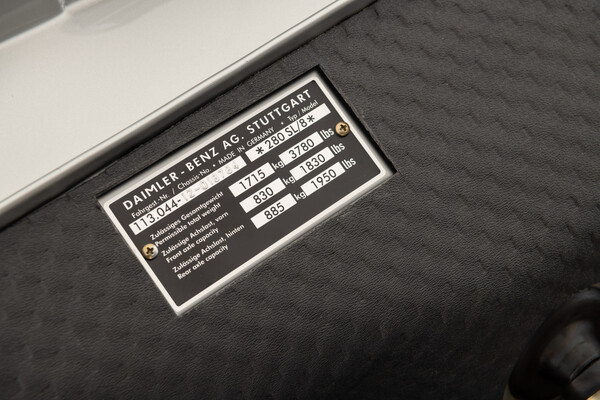 DAIMLER-BENZ AG. STUTTGART
Fahrgest.-Nr. / Chassis-No. • MADE IN GERMANY • Typ / Model
113.044- *280 SL/8*
Zulässiges Gesamtgewicht
Permissible total weight 1715 kg 3780 lbs
Zulässige Achslast, vorn
Front axle capacity 830 kg 1830 lbs
Zulässige Achslast, hinten
Rear axle capacity 885 kg 1950 lbs